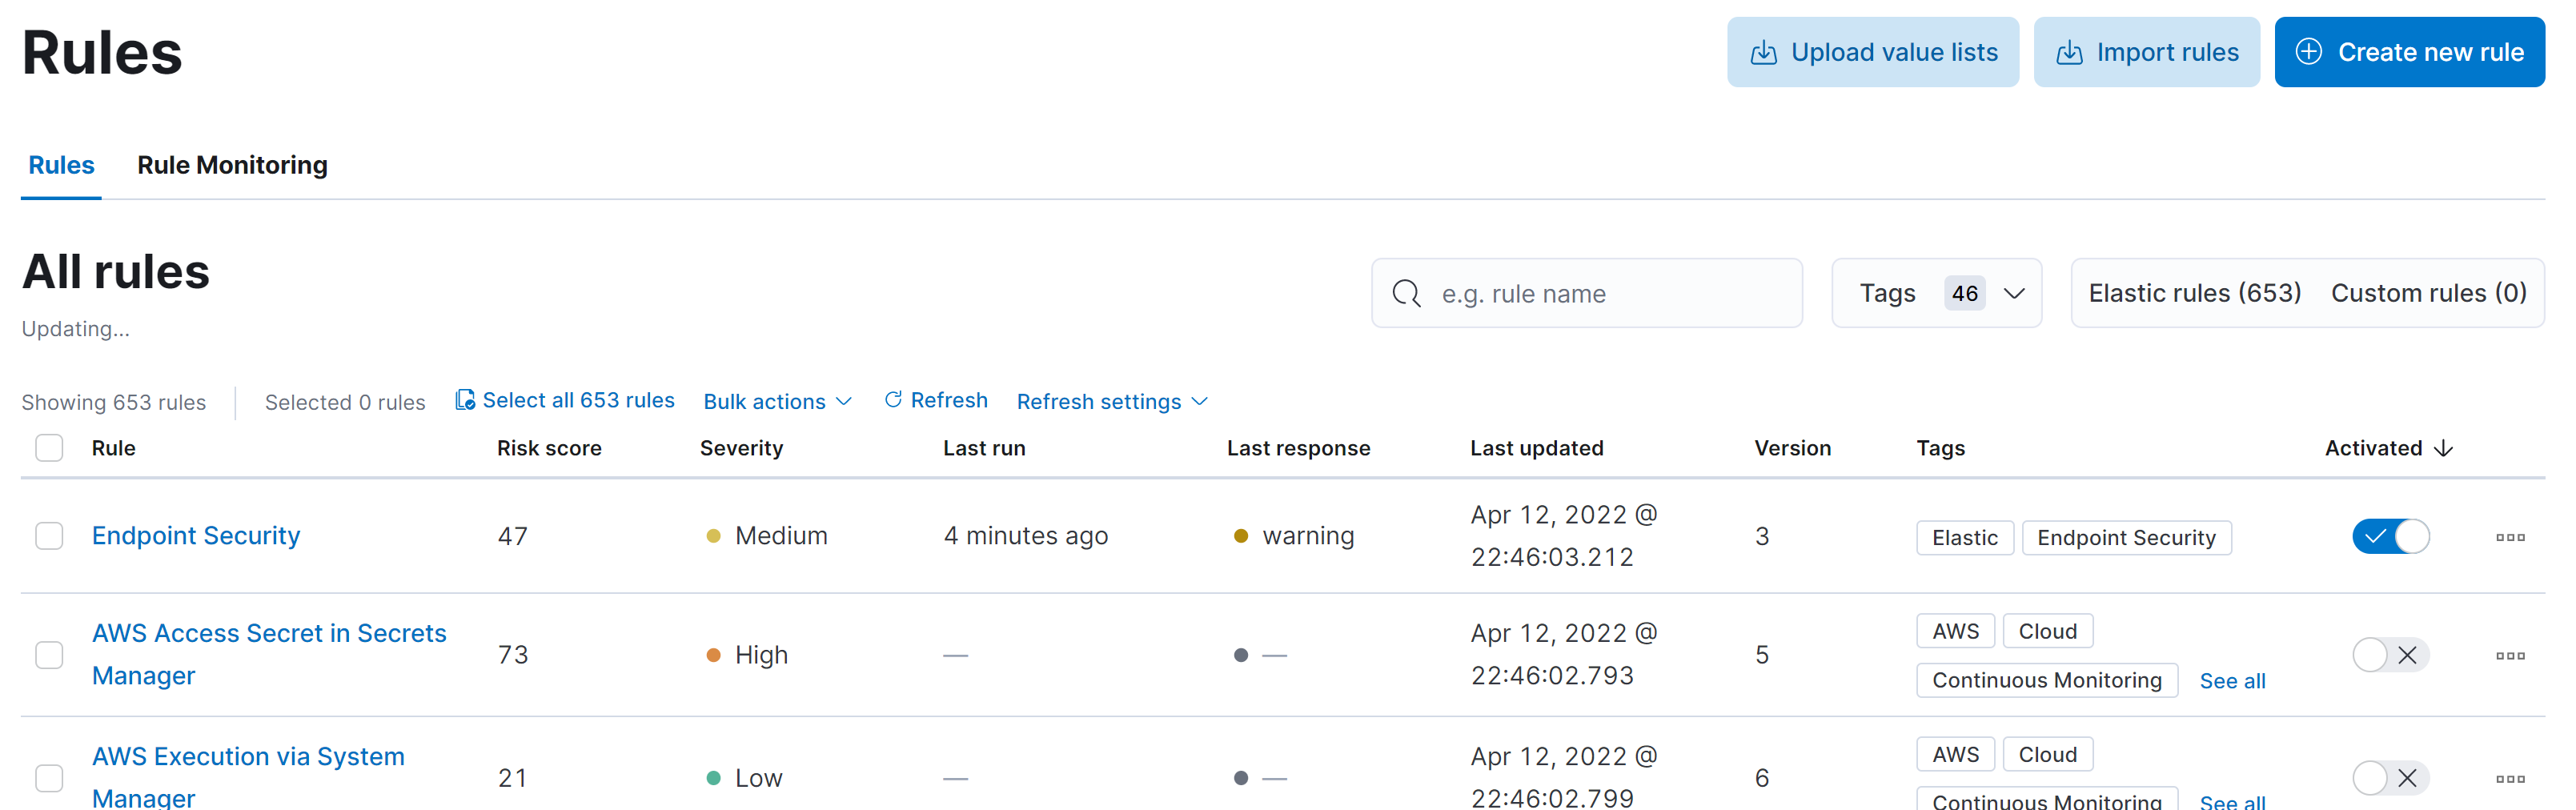 Rules
Upload value lists
Import rules
Create new rule
Rules
Rule Monitoring
All rules
Updating...
e.g. rule name
Tags 46
Elastic rules (653) Custom rules (0)
Showing 653 rules
Selected 0 rules
Select all 653 rules
Bulk actions
Refresh
Refresh settings
Rule Risk score Severity Last run Last response Last updated Version Tags Activated
Endpoint Security 47 Medium 4 minutes ago warning Apr 12, 2022 @ 22:46:03.212 3 Elastic Endpoint Security
AWS Access Secret in Secrets Manager 73 High — — Apr 12, 2022 @ 22:46:02.793 5 AWS Cloud Continuous Monitoring See all
AWS Execution via System Manager 21 Low — — Apr 12, 2022 @ 22:46:02.799 6 AWS Cloud Continuous Monitoring See all